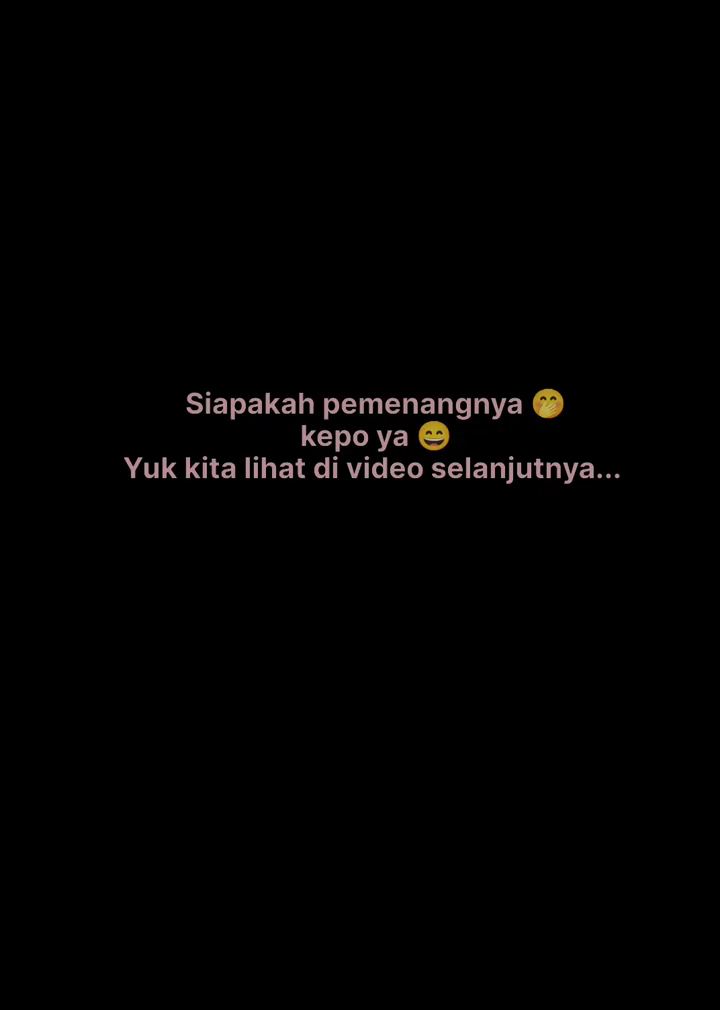 Siapakah pemenangnya 🤭
kepo ya 😄
Yuk kita lihat di video selanjutnya...